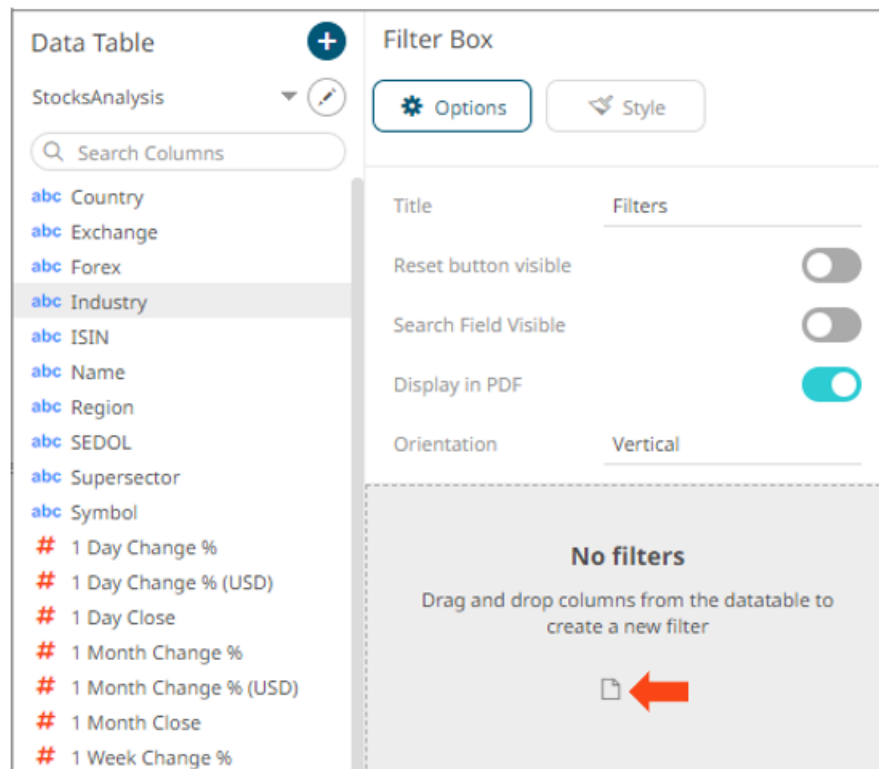 Data Table
StocksAnalysis
Search Columns
abc Country
abc Exchange
abc Forex
abc Industry
abc ISIN
abc Name
abc Region
abc SEDOL
abc Supersector
abc Symbol
# 1 Day Change %
# 1 Day Change % (USD)
# 1 Day Close
# 1 Month Change %
# 1 Month Change % (USD)
# 1 Month Close
# 1 Week Change %
Filter Box
Options
Style
Title
Filters
Reset button visible
Search Field Visible
Display in PDF
Orientation
Vertical
No filters
Drag and drop columns from the datatable to
create a new filter